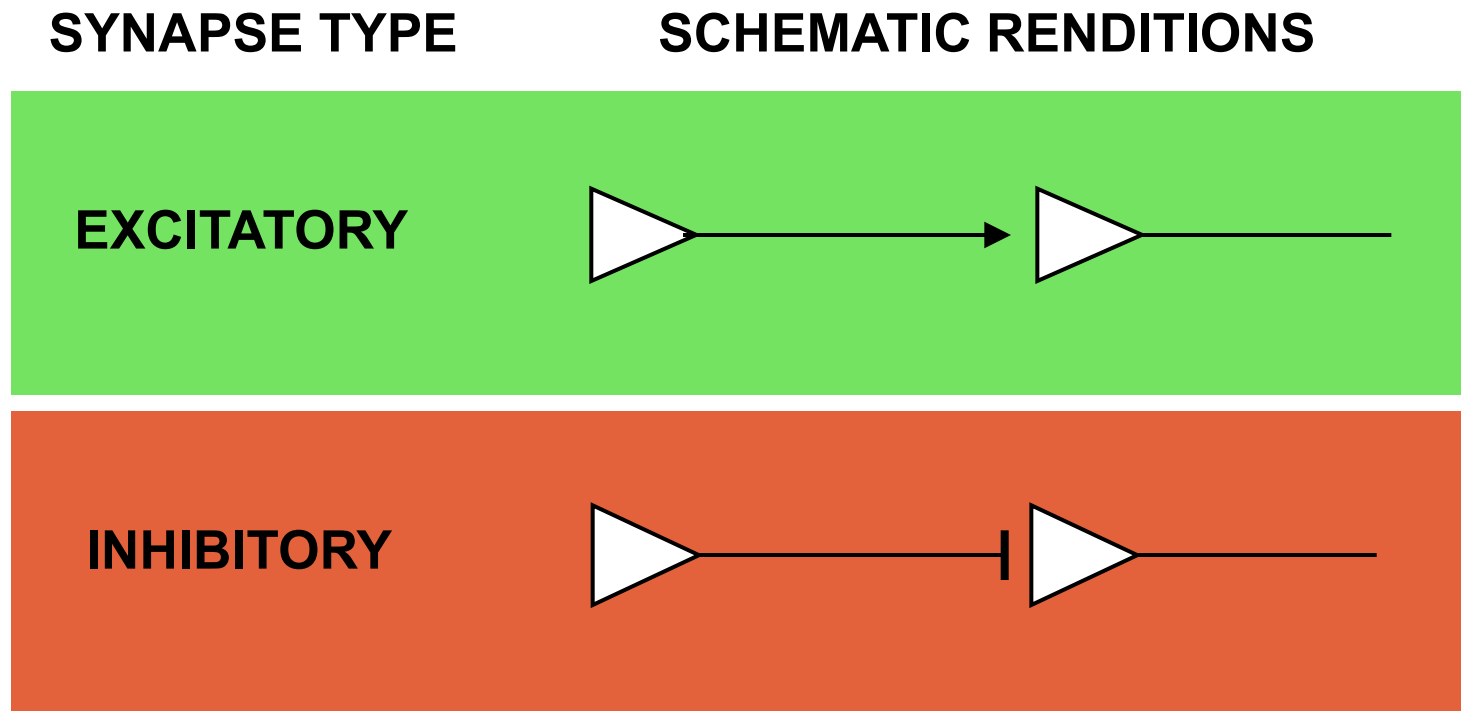 SYNAPSE TYPE
SCHEMATIC RENDITIONS
EXCITATORY
INHIBITORY